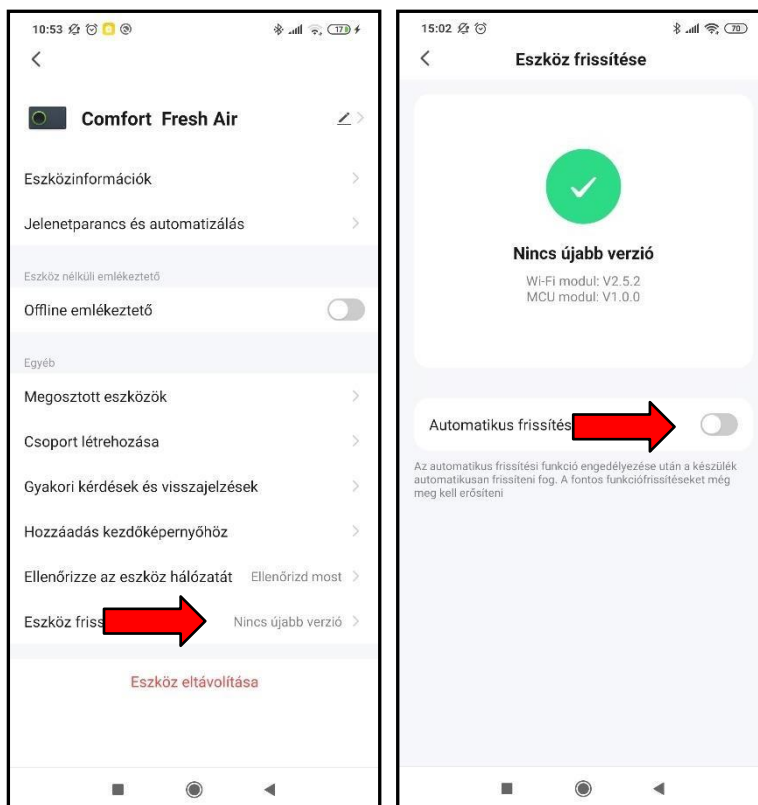 10:53
17
Comfort Fresh Air
Eszközinformációk
Jelenetparancs és automatizálás
Eszköz nélküli emlékeztető
Offline emlékeztető
Egyéb
Megosztott eszközök
Csoport létrehozása
Gyakori kérdések és visszajelzések
Hozzáadás kezdőképernyőhöz
Ellenőrizze az eszköz hálózatát Ellenőrizd most
Eszköz friss Nincs újabb verzió
Eszköz eltávolítása
15:02
70
Eszköz frissítése
Nincs újabb verzió
Wi-Fi modul: V2.5.2
MCU modul: V1.0.0
Automatikus frissítés
Az automatikus frissítési funkció engedélyezése után a készülék
automatikusan frissíteni fog. A fontos funkciófrissítéseket még
meg kell erősíteni